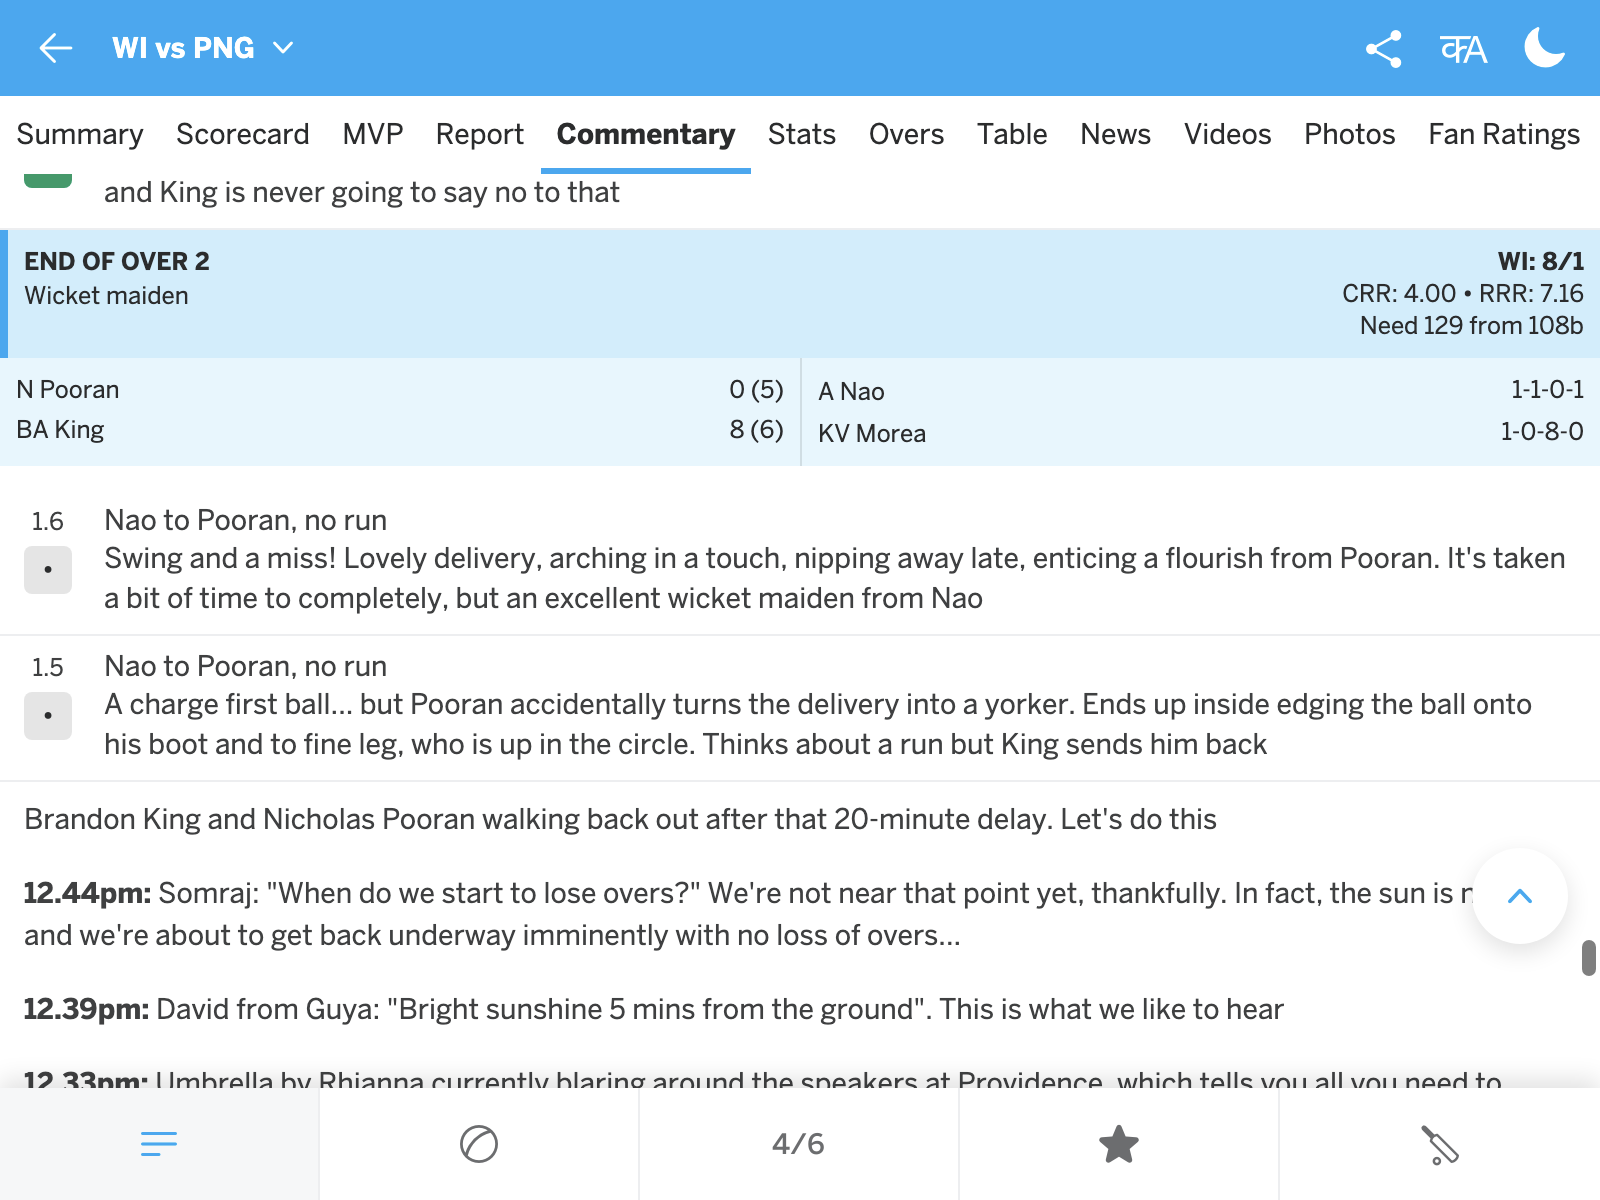 WI vs PNG
क A
Summary Scorecard MVP Report Commentary Stats Overs Table News Videos Photos Fan Ratings
and King is never going to say no to that
END OF OVER 2
Wicket maiden
WI: 8/1
CRR: 4.00 • RRR: 7.16
Need 129 from 108b
N Pooran 0 (5)
BA King 8 (6)
A Nao 1-1-0-1
KV Morea 1-0-8-0
1.6 Nao to Pooran, no run
• Swing and a miss! Lovely delivery, arching in a touch, nipping away late, enticing a flourish from Pooran. It's taken
a bit of time to completely, but an excellent wicket maiden from Nao
1.5 Nao to Pooran, no run
• A charge first ball... but Pooran accidentally turns the delivery into a yorker. Ends up inside edging the ball onto
his boot and to fine leg, who is up in the circle. Thinks about a run but King sends him back
Brandon King and Nicholas Pooran walking back out after that 20-minute delay. Let's do this
12.44pm: Somraj: "When do we start to lose overs?" We're not near that point yet, thankfully. In fact, the sun is
and we're about to get back underway imminently with no loss of overs...
12.39pm: David from Guya: "Bright sunshine 5 mins from the ground". This is what we like to hear
12.33pm: Umbrella by Rhianna currently blaring around the speakers at Providence, which tells you all you need to
4/6